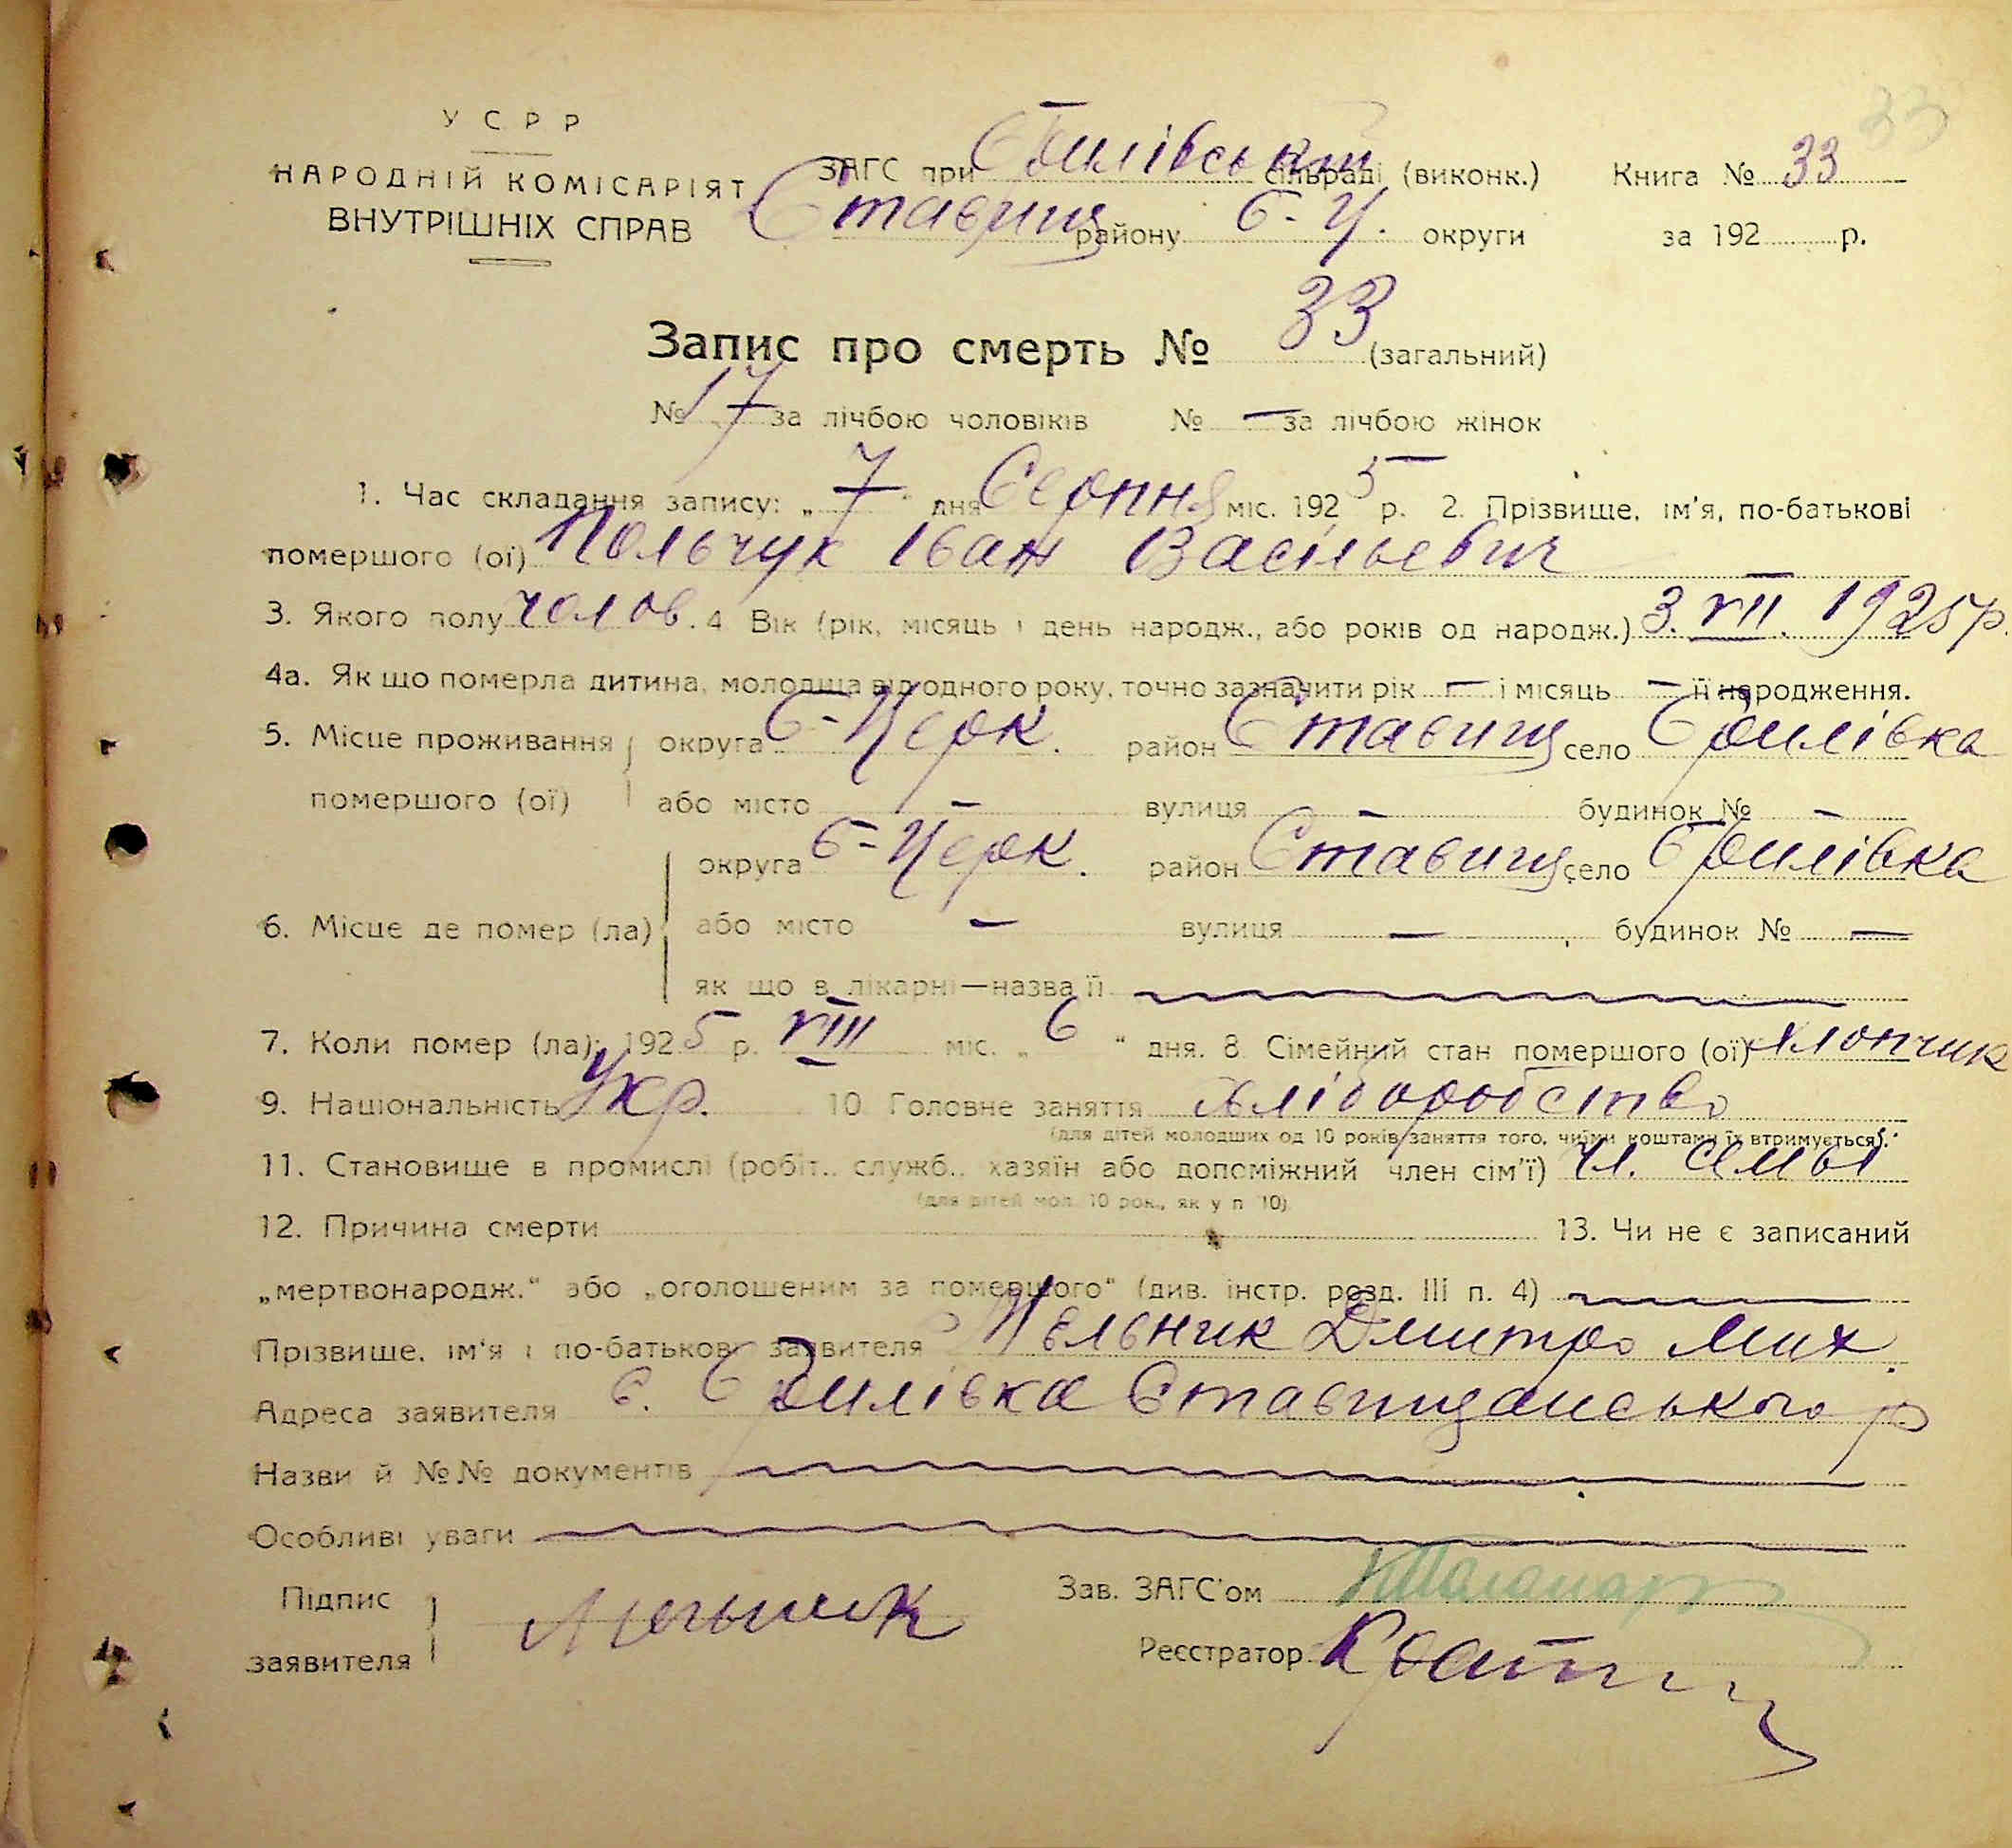 33
У С Р Р
НАРОДНІЙ КОМІСАРІЯТ
ВНУТРІШНІХ СПРАВ
ЗАГС при сільраді (виконк.) Книга № 33
Ставищ району Б-Ц. округи за 192 р.
Запис про смерть № 33 (загальний)
№ 17 за лічбою чоловіків № — за лічбою жінок
1. Час складання запису: „ 7 " дня Серпня міс. 1925 р. 2. Прізвище, ім'я, по-батькові
помершого (ої) Польчук Іван Васільевич
3. Якого полу чолов. 4 Вік (рік, місяць і день народж., або років од народж.) 3. VII. 1925 р.
4а. Як що померла дитина, молодща від одного року, точно зазначити рік — і місяць — її народження.
5. Місце проживання округа Б-Церк. район Ставищ село
помершого (ої) або місто — вулиця — будинок № —
округа Б-Церк. район Ставищ село
6. Місце де помер (ла) або місто — вулиця — , будинок № —
як що в лікарні—назва її
7. Коли помер (ла): 1925 р. VIII міс. „ 6 " дня. 8. Сімейний стан помершого (ої) хлопчик
9. Національність Укр. 10 Головне заняття хліборобство
(для дітей молодших од 10 років заняття того, чиїми коштами їх втримується).
11. Становище в промислі (робіт., служб., хазяїн або допоміжний член сім'ї) чл. семьі
(для дітей мол. 10 рок., як у п 10)
12. Причина смерти 13. Чи не є записаний
„мертвонародж." або „оголошеним за помершого" (див. інстр. розд. III п. 4)
Прізвище, ім'я і по-батькові заявителя Мельник Дмитро Мих.
Адреса заявителя с. Ставищанського р
Назви й №№ документів
Особливі уваги
Підпис Мельник Зав. ЗАГС'ом
заявителя Реєстратор